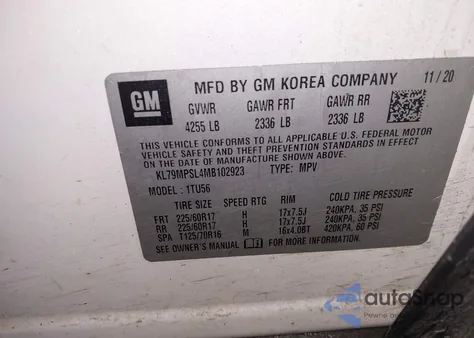 GM
MFD BY GM KOREA COMPANY 11/20
GVWR GAWR FRT GAWR RR
4255 LB 2336 LB 2336 LB
THIS VEHICLE CONFORMS TO ALL APPLICABLE U.S. FEDERAL MOTOR
VEHICLE SAFETY, BUMPER, AND THEFT PREVENTION STANDARDS IN
EFFECT ON THE DATE OF MANUFACTURE SHOWN ABOVE.
KL79MPSL4MB102923 TYPE: MPV
MODEL: 1TU56
TIRE SIZE SPEED RTG RIM COLD TIRE PRESSURE
FRT 225/60R17 H 17x7.5J 240KPA, 35 PSI
RR 225/60R17 H 17x7.5J 240KPA, 35 PSI
SPA T125/70R16 M 16x4.0BT 420KPA, 60 PSI
SEE OWNER'S MANUAL FOR MORE INFORMATION.
autoSnap
Pewne